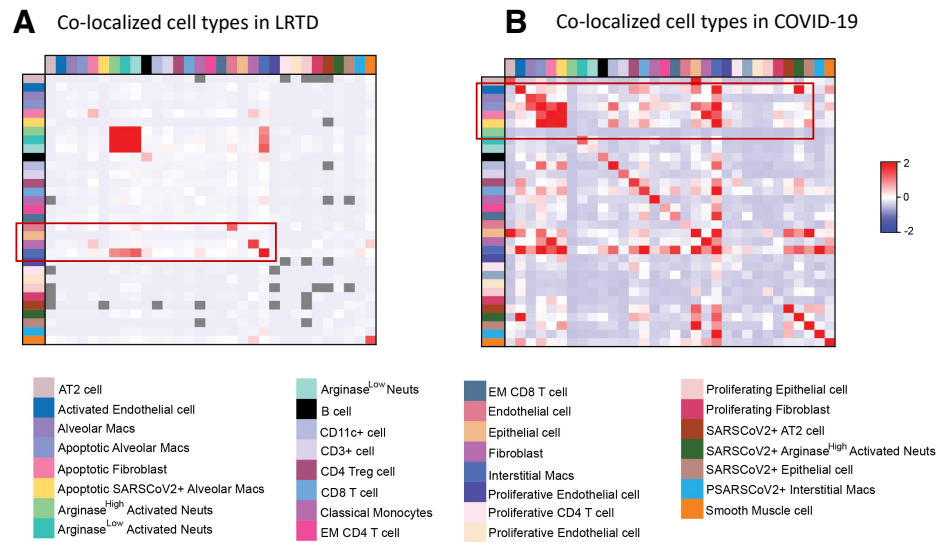 A
Co-localized cell types in LRTD
B
Co-localized cell types in COVID-19
2
0
-2
AT2 cell
Activated Endothelial cell
Alveolar Macs
Apoptotic Alveolar Macs
Apoptotic Fibroblast
Apoptotic SARSCoV2+ Alveolar Macs
ArginaseHigh Activated Neuts
ArginaseLow Activated Neuts
ArginaseLow Neuts
B cell
CD11c+ cell
CD3+ cell
CD4 Treg cell
CD8 T cell
Classical Monocytes
EM CD4 T cell
EM CD8 T cell
Endothelial cell
Epithelial cell
Fibroblast
Interstitial Macs
Proliferative Endothelial cell
Proliferative CD4 T cell
Proliferative Endothelial cell
Proliferating Epithelial cell
Proliferating Fibroblast
SARSCoV2+ AT2 cell
SARSCoV2+ ArginaseHigh Activated Neuts
SARSCoV2+ Epithelial cell
PSARSCoV2+ Interstitial Macs
Smooth Muscle cell